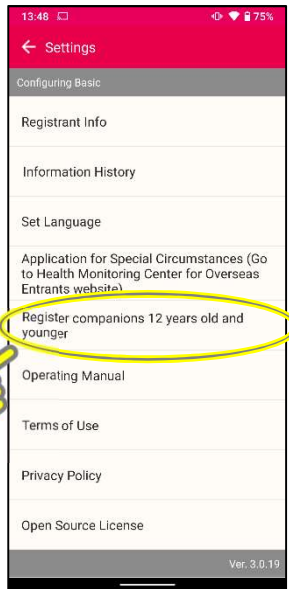 13:48 75%
← Settings
Configuring Basic
Registrant Info
Information History
Set Language
Application for Special Circumstances (Go
to Health Monitoring Center for Overseas
Entrants website)
Register companions 12 years old and
younger
Operating Manual
Terms of Use
Privacy Policy
Open Source License
Ver. 3.0.19